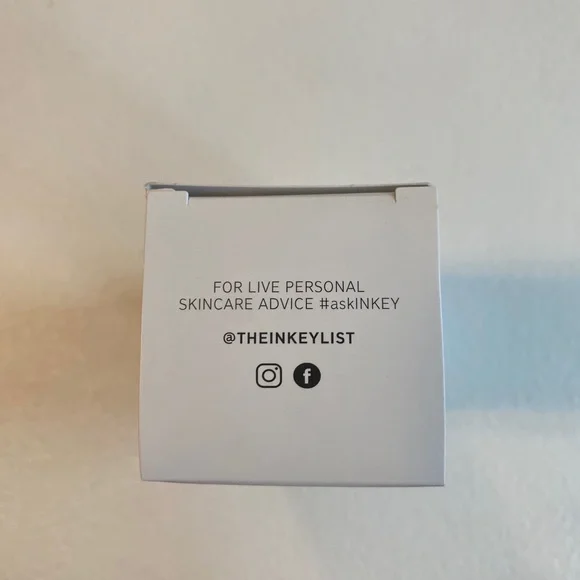 FOR LIVE PERSONAL
SKINCARE ADVICE #askINKEY
@THEINKEYLIST